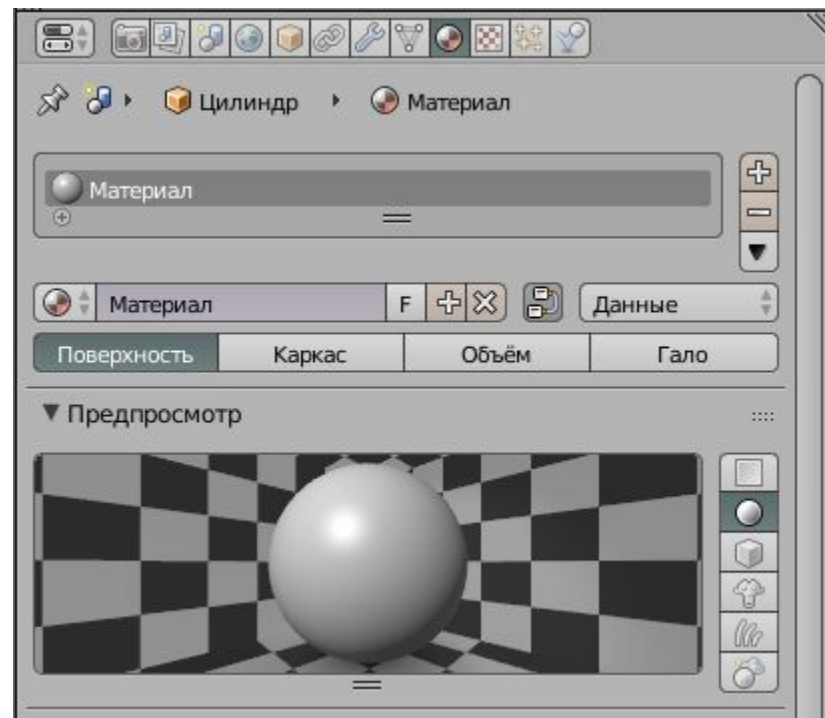 Цилиндр Материал
Материал
Материал F Данные
Поверхность Каркас Объём Гало
Предпросмотр